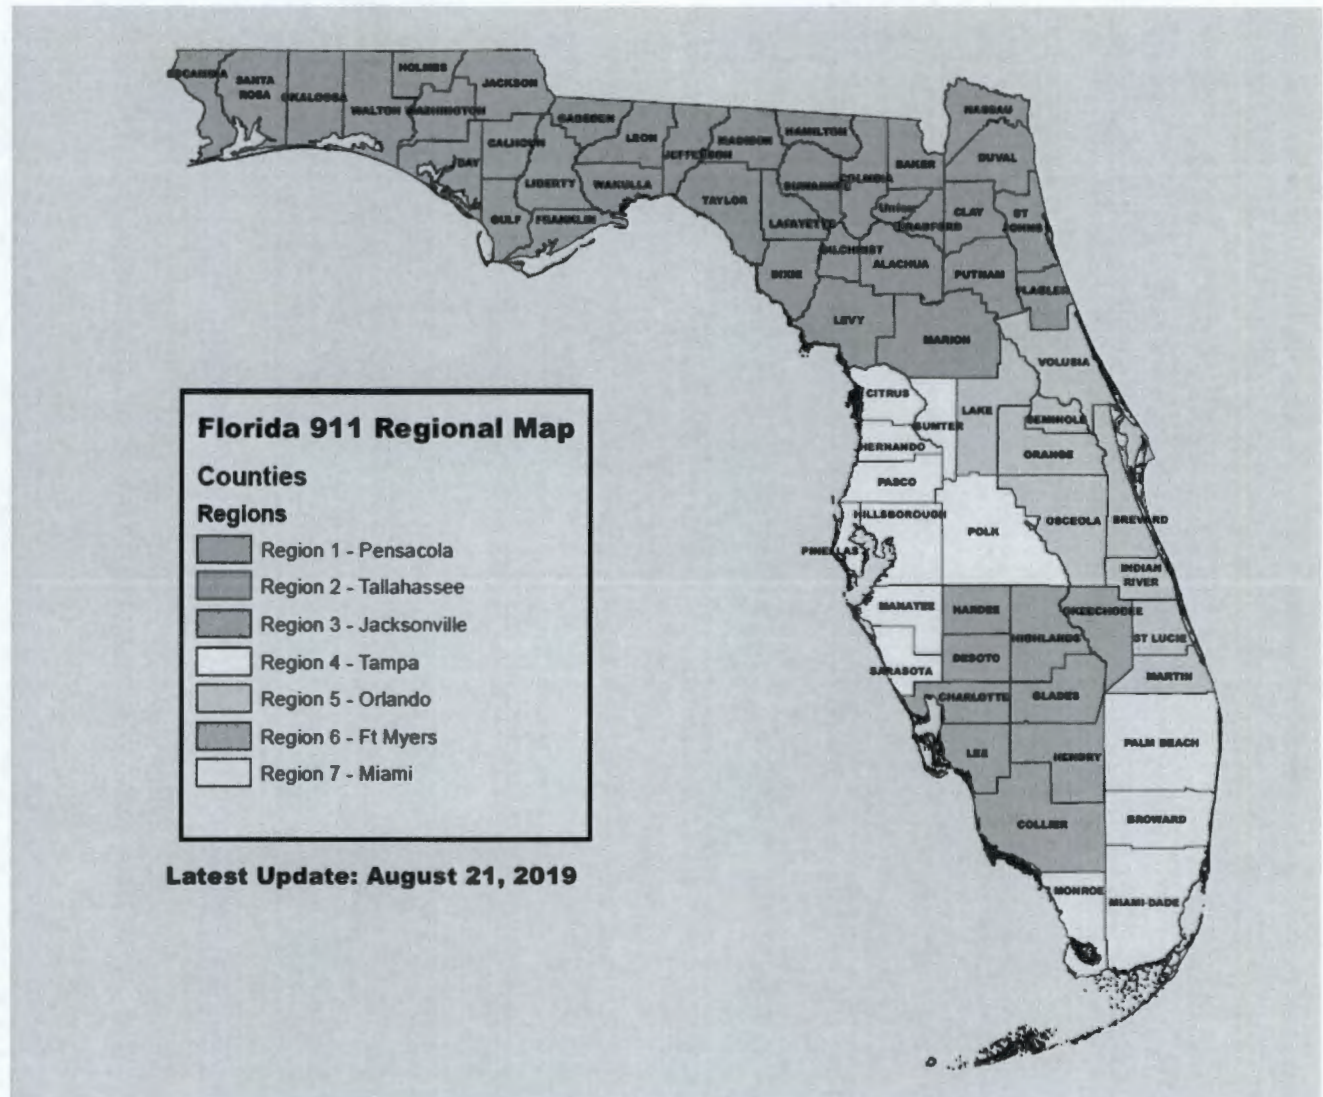 ESCAMBIA
SANTA
ROSA
OKALOOSA
WALTON
HOLMES
WASHINGTON
JACKSON
BAY
CALHOUN
GULF
LIBERTY
GADSDEN
FRANKLIN
LEON
WAKULLA
JEFFERSON
MADISON
TAYLOR
HAMILTON
SUWANNEE
LAFAYETTE
DIXIE
COLUMBIA
GILCHRIST
BAKER
Union
BRADFORD
ALACHUA
LEVY
NASSAU
DUVAL
CLAY
ST
JOHNS
PUTNAM
FLAGLER
MARION
VOLUSIA
CITRUS
SUMTER
LAKE
SEMINOLE
HERNANDO
ORANGE
PASCO
HILLSBOROUGH
POLK
OSCEOLA
BREVARD
PINELLAS
INDIAN
RIVER
MANATEE
HARDEE
HIGHLANDS
OKEECHOBEE
ST LUCIE
SARASOTA
DESOTO
MARTIN
CHARLOTTE
GLADES
LEE
HENDRY
PALM BEACH
COLLIER
BROWARD
MONROE
MIAMI-DADE
Florida 911 Regional Map
Counties
Regions
Region 1 - Pensacola
Region 2 - Tallahassee
Region 3 - Jacksonville
Region 4 - Tampa
Region 5 - Orlando
Region 6 - Ft Myers
Region 7 - Miami
Latest Update: August 21, 2019